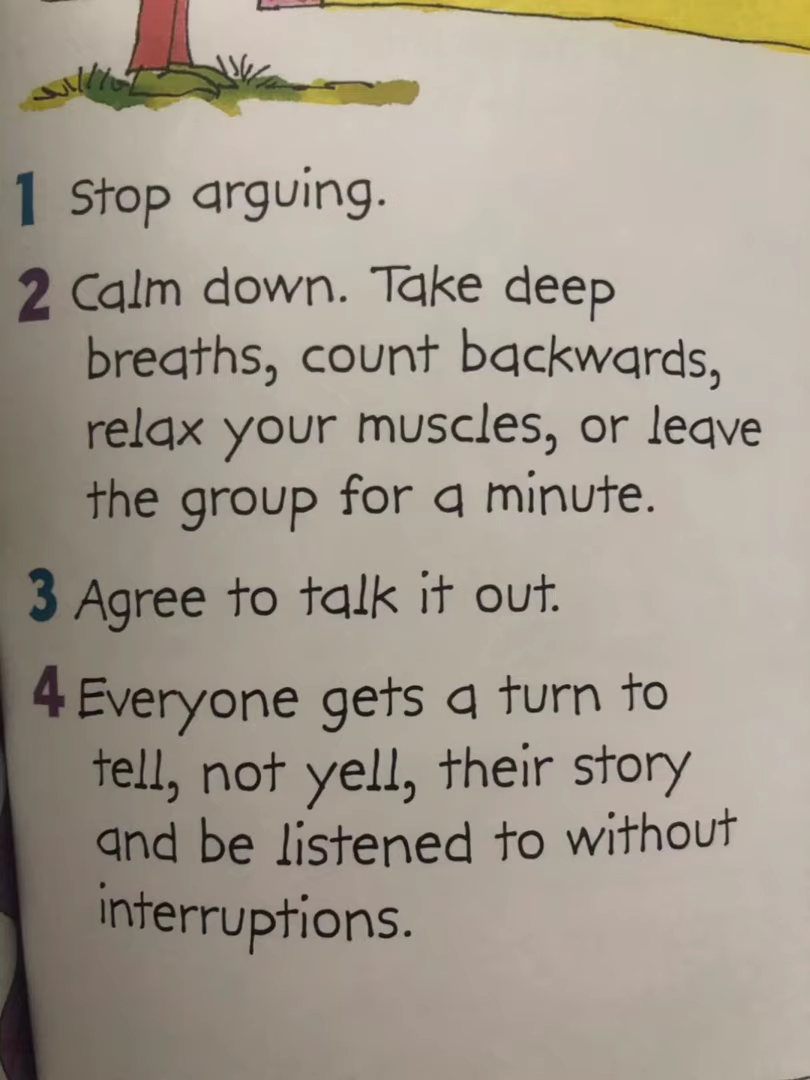 1 Stop arguing.
2 Calm down. Take deep
breaths, count backwards,
relax your muscles, or leave
the group for a minute.
3 Agree to talk it out.
4 Everyone gets a turn to
tell, not yell, their story
and be listened to without
interruptions.